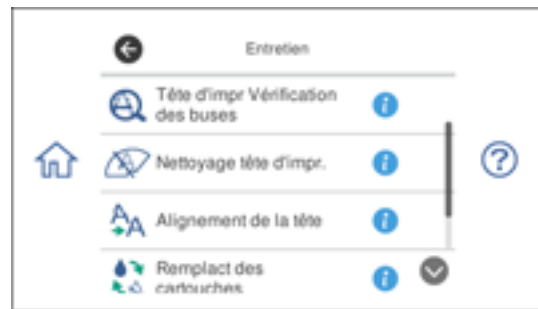 Entretien
Tête d'impr Vérification
des buses
Nettoyage tête d'impr.
Alignement de la tête
Remplact des
cartouches